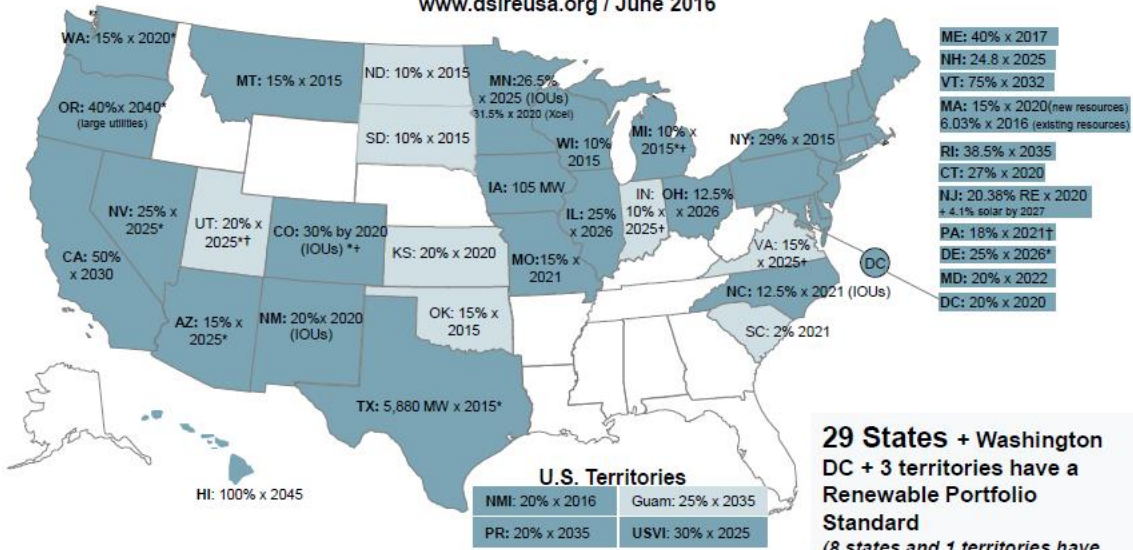 www.dsireusa.org / June 2016
WA: 15% x 2020*
MT: 15% x 2015
ND: 10% x 2015
MN:26.5%
x 2025 (IOUs)
31.5% x 2020 (Xcel)
OR: 40%x 2040*
(large utilities)
SD: 10% x 2015
WI: 10%
2015
MI: 10% x
2015*+
NY: 29% x 2015
ME: 40% x 2017
NH: 24.8 x 2025
VT: 75% x 2032
MA: 15% x 2020(new resources)
6.03% x 2016 (existing resources)
RI: 38.5% x 2035
CT: 27% x 2020
NJ: 20.38% RE x 2020
+ 4.1% solar by 2027
PA: 18% x 2021†
DE: 25% x 2026*
MD: 20% x 2022
DC: 20% x 2020
IA: 105 MW
NV: 25% x
2025*
UT: 20% x
2025*†
CO: 30% by 2020
(IOUs) *+
KS: 20% x 2020
IL: 25%
x 2026
IN:
10% x
2025+
OH: 12.5%
x 2026
CA: 50%
x 2030
MO:15% x
2021
VA: 15%
x 2025+
DC
NC: 12.5% x 2021 (IOUs)
AZ: 15% x
2025*
NM: 20%x 2020
(IOUs)
OK: 15% x
2015
SC: 2% 2021
TX: 5,880 MW x 2015*
HI: 100% x 2045
U.S. Territories
NMI: 20% x 2016
Guam: 25% x 2035
PR: 20% x 2035
USVI: 30% x 2025
29 States + Washington
DC + 3 territories have a
Renewable Portfolio
Standard
(8 states and 1 territories have